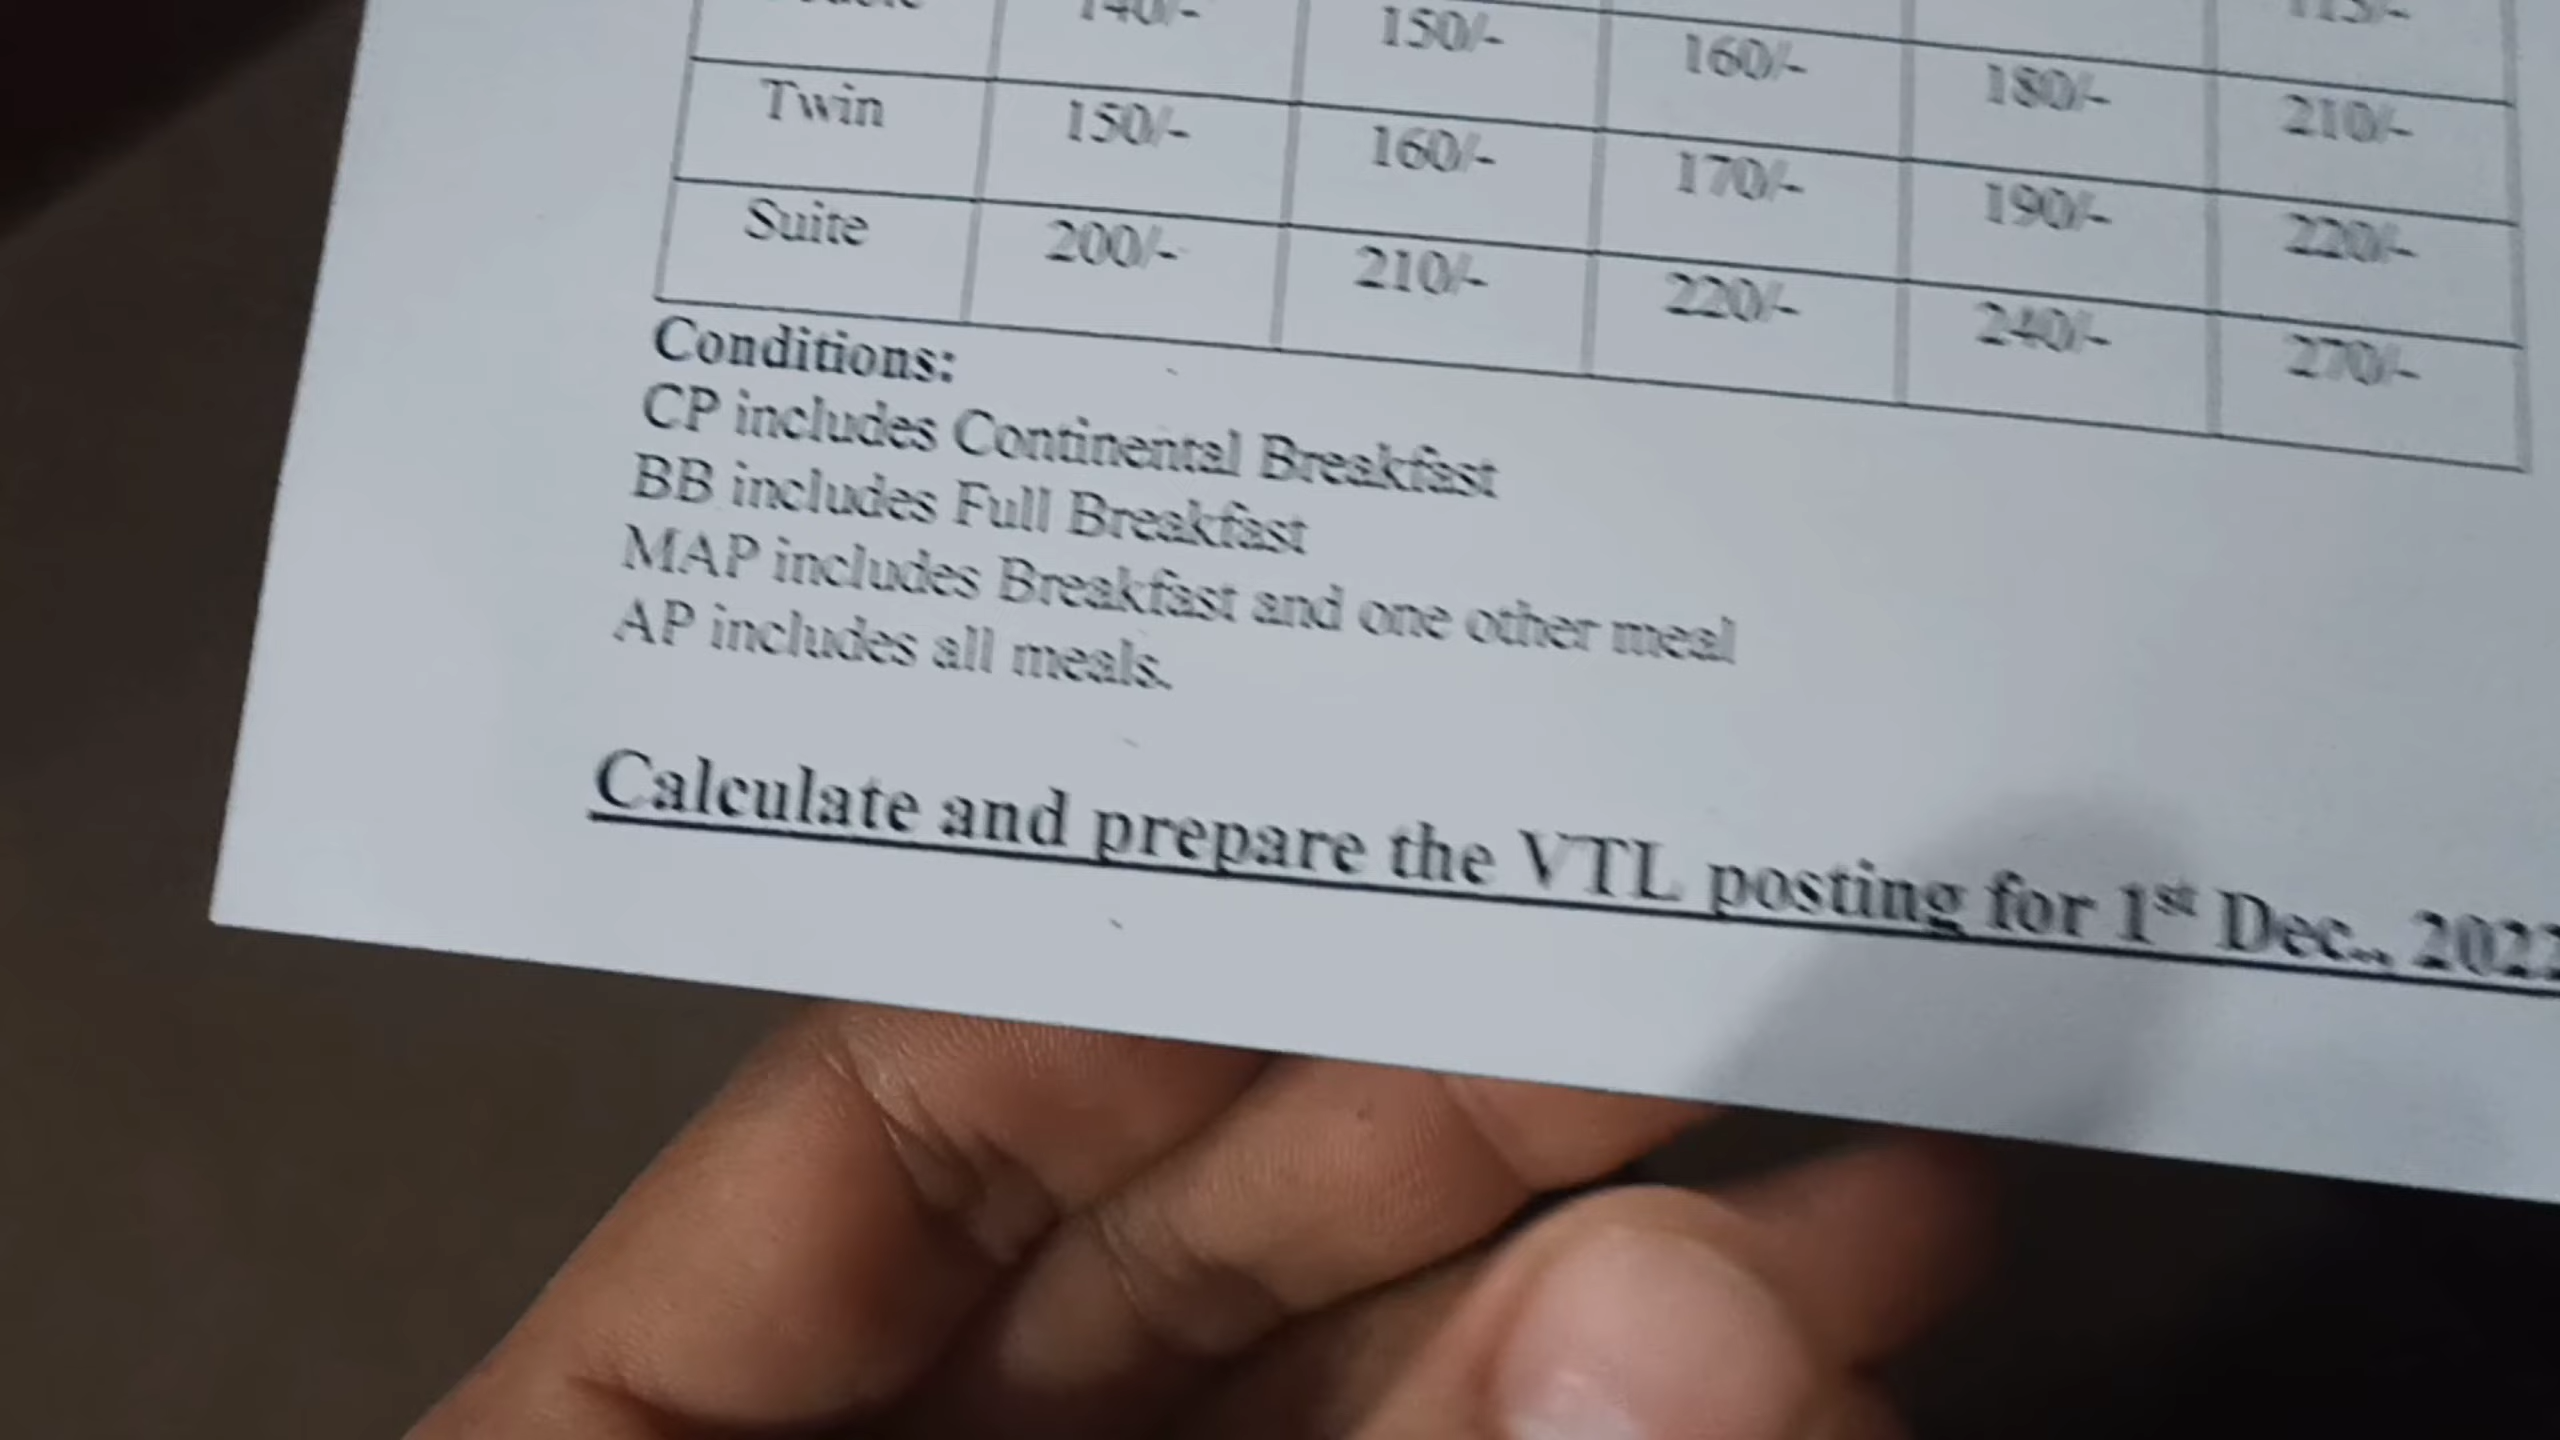 140/- 150/- 160/- 180/- 210/-
Twin 150/- 160/- 170/- 190/- 220/-
Suite 200/- 210/- 220/- 240/- 270/-
Conditions:
CP includes Continental Breakfast
BB includes Full Breakfast
MAP includes Breakfast and one other meal
AP includes all meals.
Calculate and prepare the VTL posting for 1st Dec., 2022